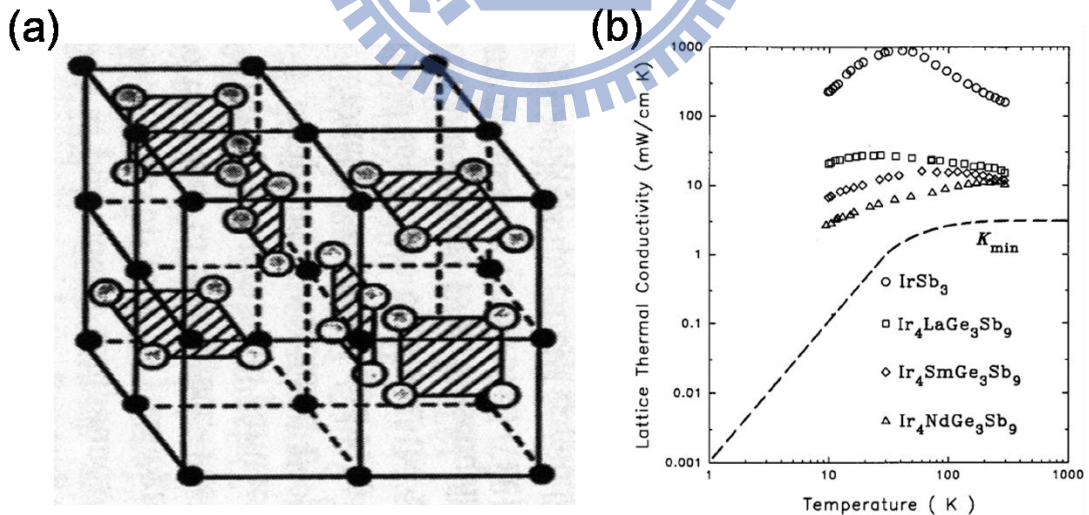 (a)
(b)
Lattice Thermal Conductivity (mW/cm K)
1000
100
10
1
0.1
0.01
0.001
K_min
IrSb₃
Ir₄LaGe₃Sb₉
Ir₄SmGe₃Sb₉
Ir₄NdGe₃Sb₉
1
10
100
1000
Temperature ( K )